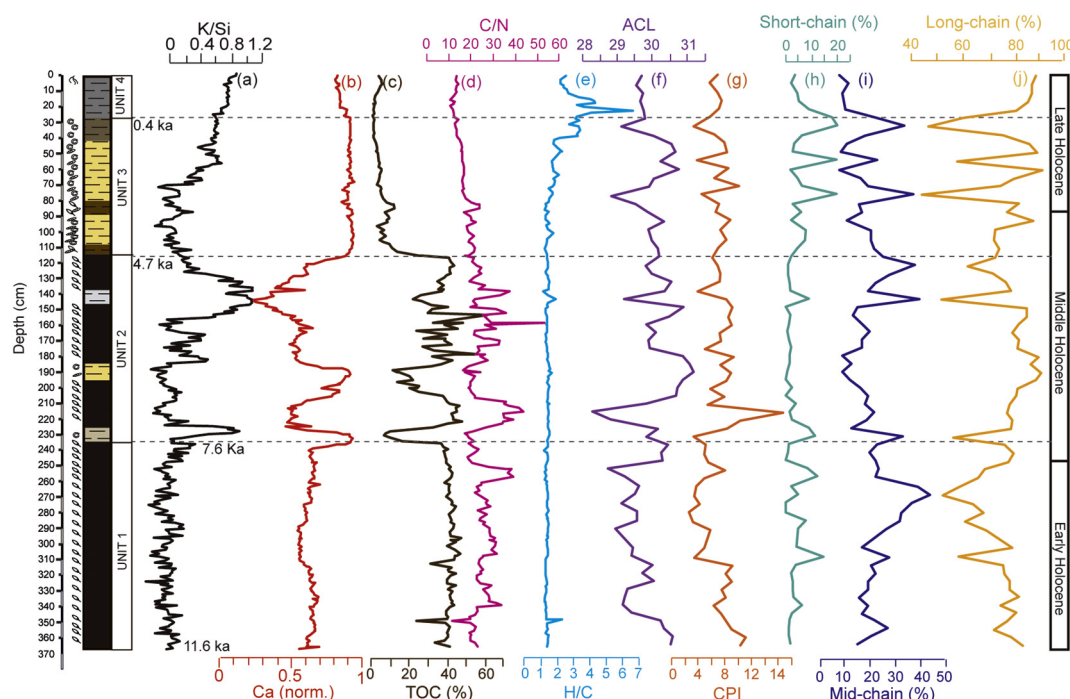 K/Si
0 0.4 0.8 1.2
C/N
0 10 20 30 40 50 60
ACL
28 29 30 31
Short-chain (%)
0 10 20
Long-chain (%)
40 60 80 100
(a) (b) (c) (d) (e) (f) (g) (h) (i) (j)
Depth (cm)
0
10
20
30
40
50
60
70
80
90
100
110
120
130
140
150
160
170
180
190
200
210
220
230
240
250
260
270
280
290
300
310
320
330
340
350
360
370
UNIT 4
UNIT 3
UNIT 2
UNIT 1
0.4 ka
4.7 ka
7.6 Ka
11.6 ka
Late Holocene
Middle Holocene
Early Holocene
0 0.5 1
Ca (norm.)
0 20 40 60
TOC (%)
0 1 2 3 4 5 6 7
H/C
0 4 8 12 14
CPI
0 10 20 30 40 50
Mid-chain (%)